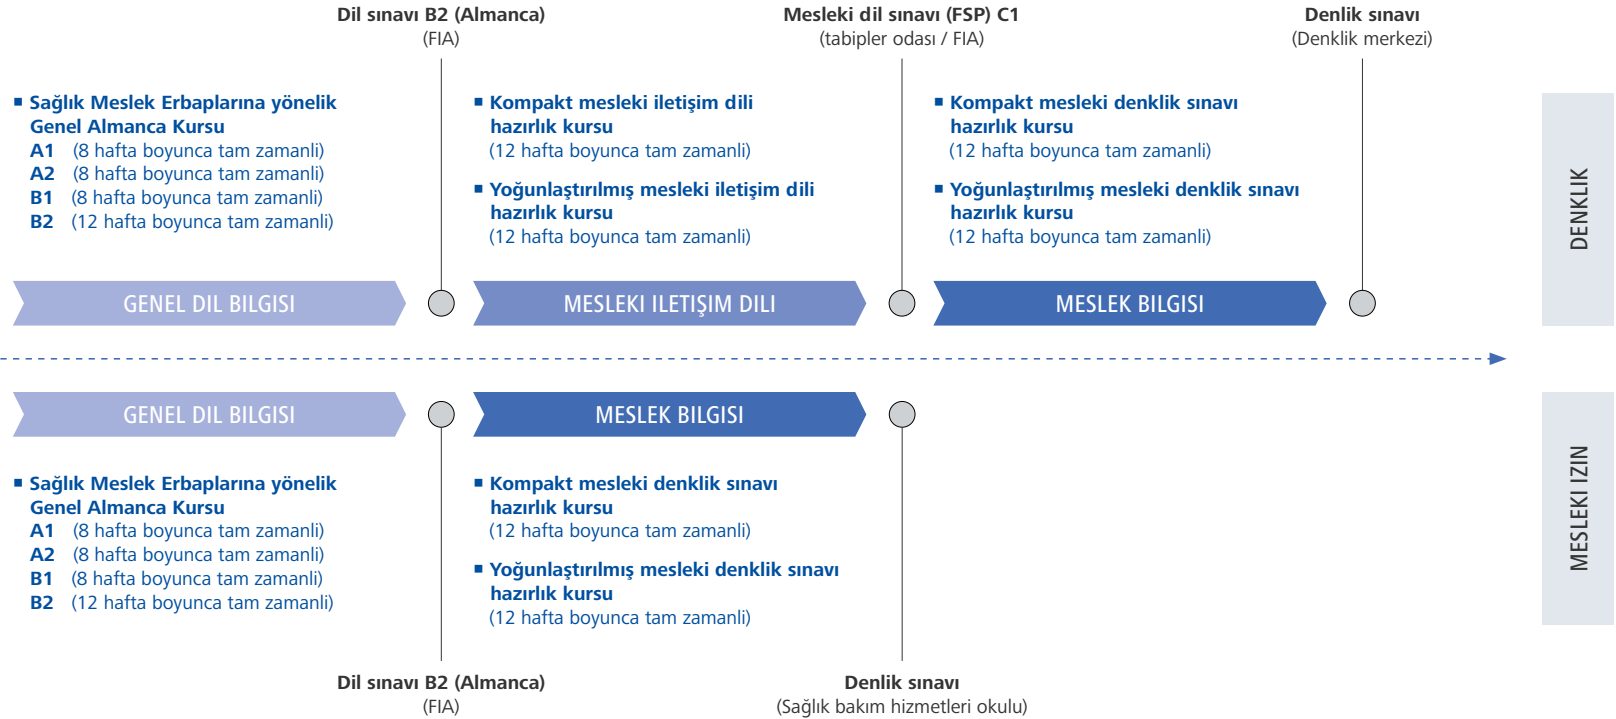 Dil sınavı B2 (Almanca)
(FIA)
Mesleki dil sınavı (FSP) C1
(tabipler odası / FIA)
Denlik sınavı
(Denklik merkezi)
▪ Sağlık Meslek Erbaplarına yönelik
Genel Almanca Kursu
A1 (8 hafta boyunca tam zamanli)
A2 (8 hafta boyunca tam zamanli)
B1 (8 hafta boyunca tam zamanli)
B2 (12 hafta boyunca tam zamanli)
▪ Kompakt mesleki iletişim dili
hazırlık kursu
(12 hafta boyunca tam zamanli)
▪ Yoğunlaştırılmış mesleki iletişim dili
hazırlık kursu
(12 hafta boyunca tam zamanli)
▪ Kompakt mesleki denklik sınavı
hazırlık kursu
(12 hafta boyunca tam zamanli)
▪ Yoğunlaştırılmış mesleki denklik sınavı
hazırlık kursu
(12 hafta boyunca tam zamanli)
DENKLIK
GENEL DIL BILGISI
MESLEKI ILETIŞIM DILI
MESLEK BILGISI
GENEL DIL BILGISI
MESLEK BILGISI
MESLEKI IZIN
▪ Sağlık Meslek Erbaplarına yönelik
Genel Almanca Kursu
A1 (8 hafta boyunca tam zamanli)
A2 (8 hafta boyunca tam zamanli)
B1 (8 hafta boyunca tam zamanli)
B2 (12 hafta boyunca tam zamanli)
▪ Kompakt mesleki denklik sınavı
hazırlık kursu
(12 hafta boyunca tam zamanli)
▪ Yoğunlaştırılmış mesleki denklik sınavı
hazırlık kursu
(12 hafta boyunca tam zamanli)
Dil sınavı B2 (Almanca)
(FIA)
Denlik sınavı
(Sağlık bakım hizmetleri okulu)